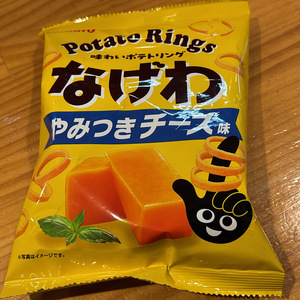 Potato Rings
味わいポテトリング
なげわ
やみつきチーズ味
※写真はイメージです。